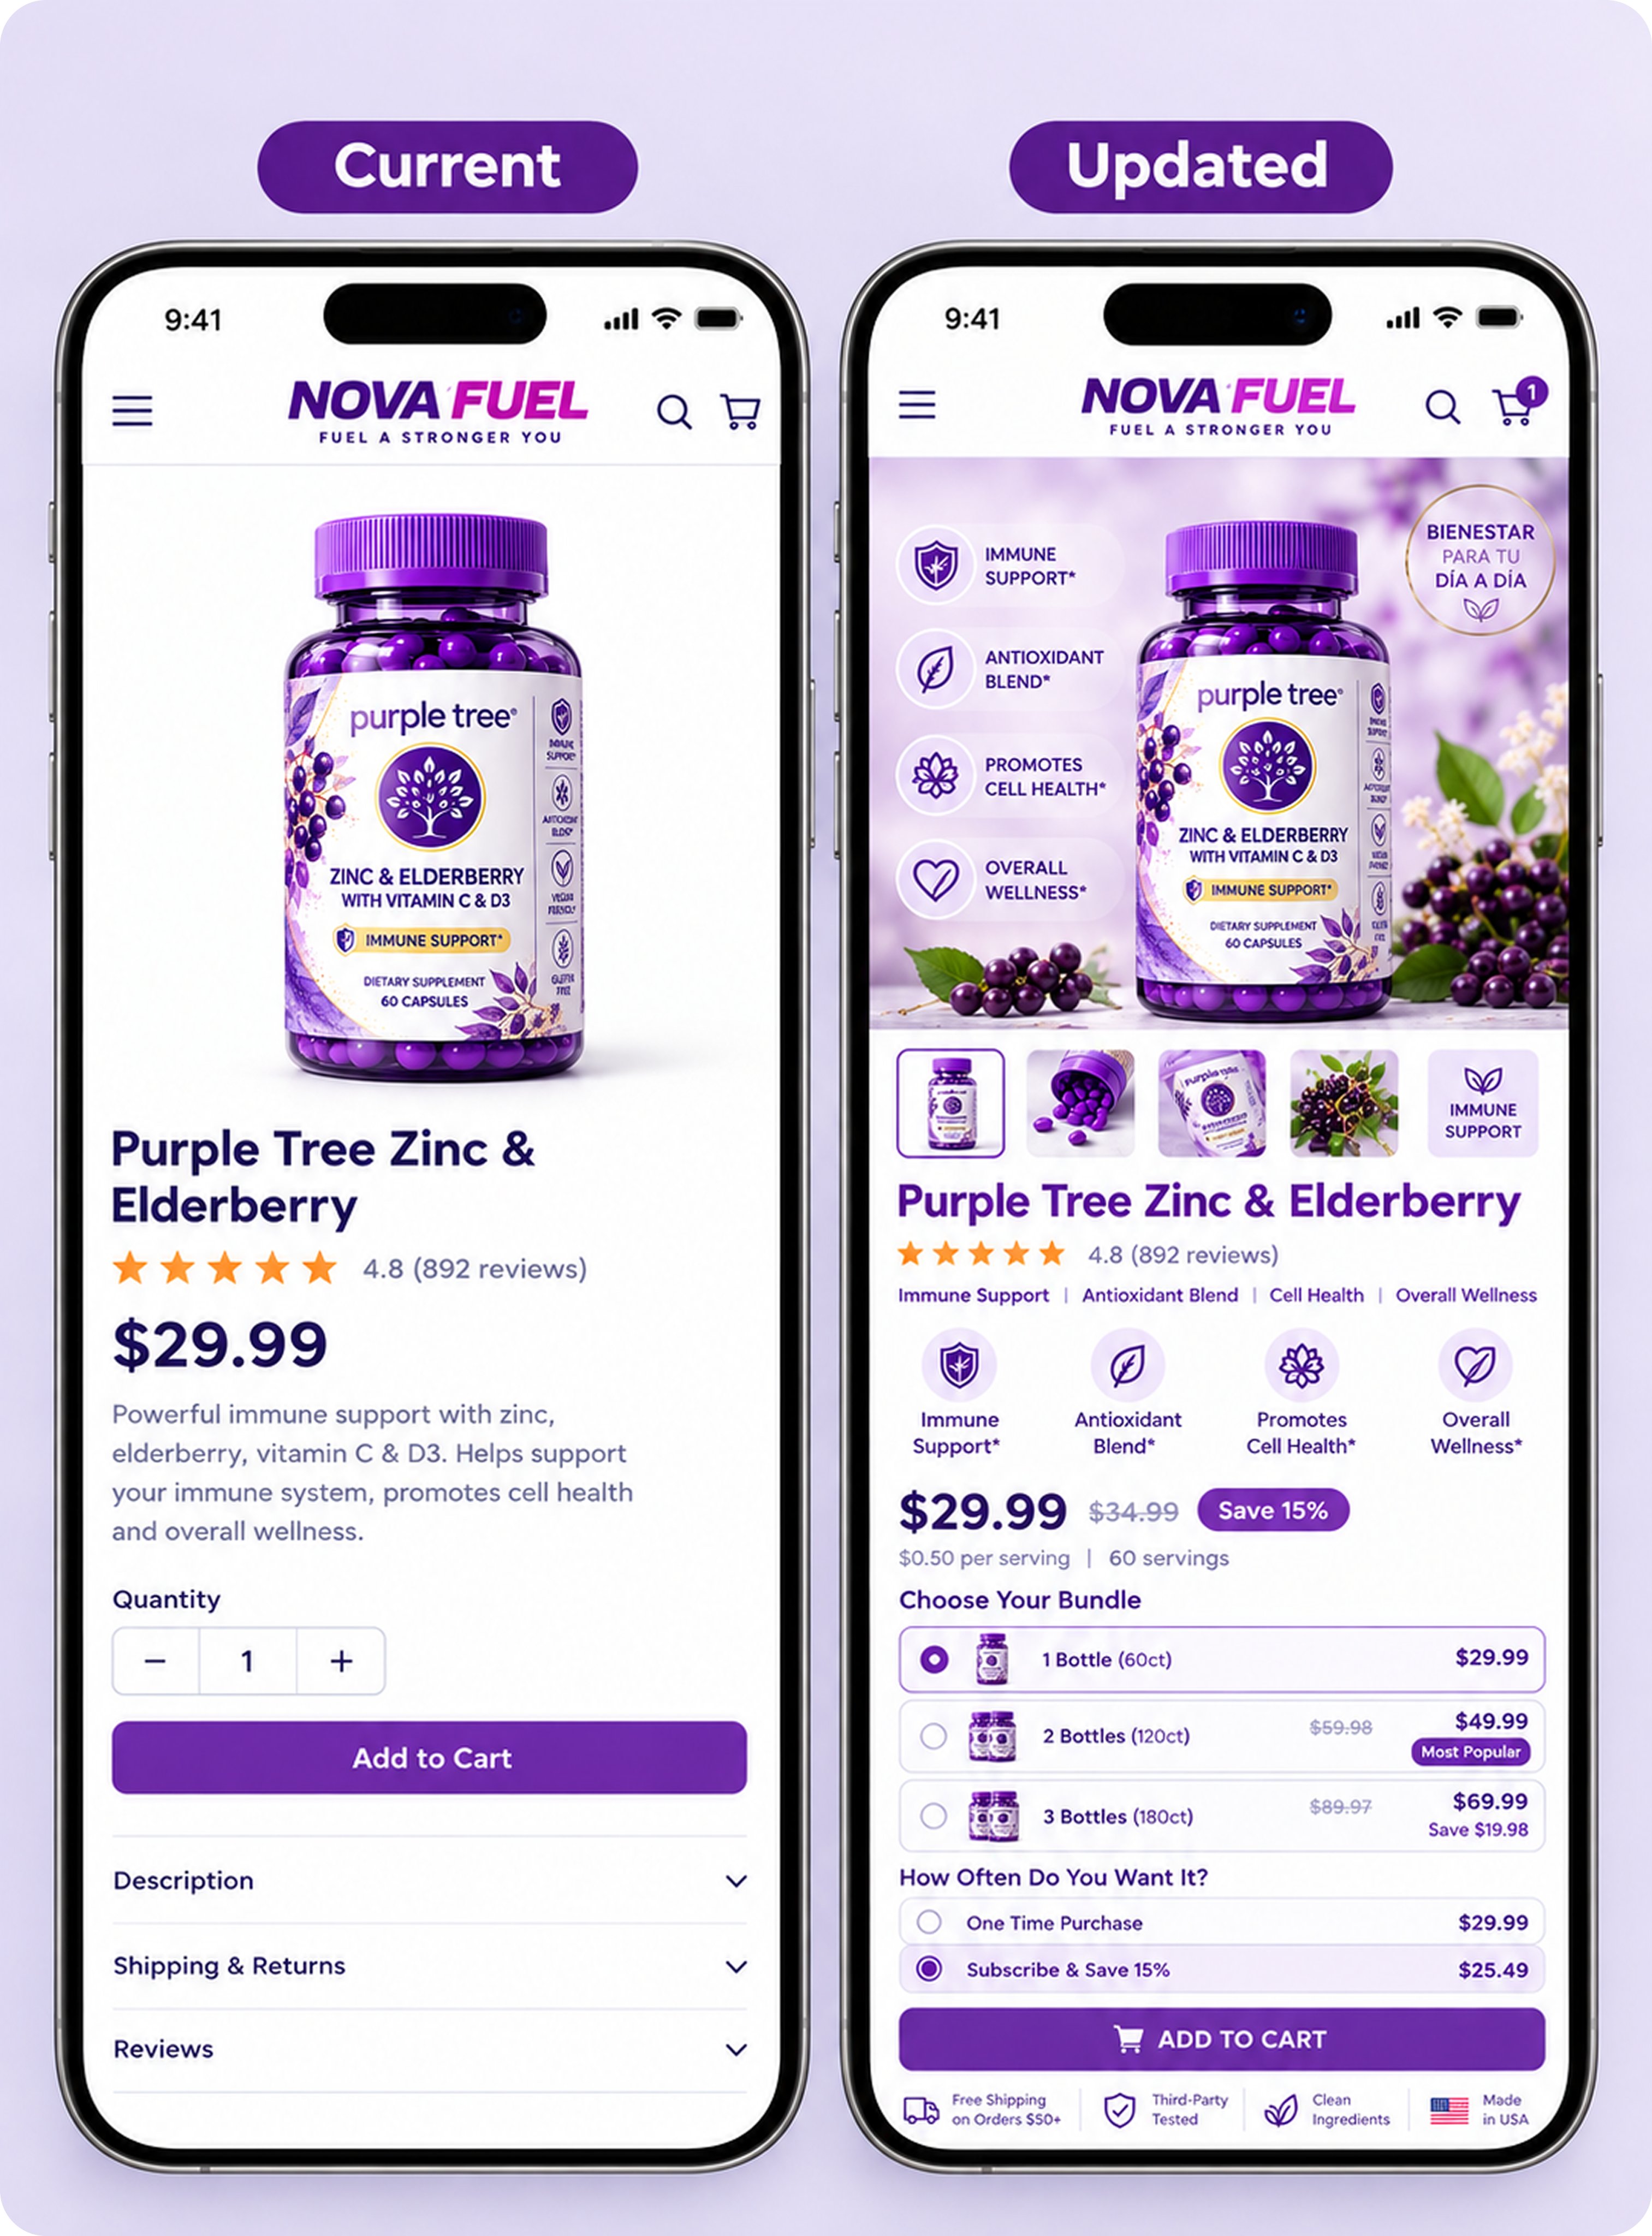 Current
9:41
NOVA FUEL
FUEL A STRONGER YOU
purple tree®
IMMUNE
SUPPORT*
ANTIOXIDANT
BLEND*
ZINC & ELDERBERRY
WITH VITAMIN C & D3
IMMUNE SUPPORT*
DIETARY SUPPLEMENT
60 CAPSULES
Purple Tree Zinc &
Elderberry
4.8 (892 reviews)
$29.99
Powerful immune support with zinc,
elderberry, vitamin C & D3. Helps support
your immune system, promotes cell health
and overall wellness.
Quantity
− 1 +
Add to Cart
Description
Shipping & Returns
Reviews
Updated
9:41
NOVA FUEL
FUEL A STRONGER YOU
1
IMMUNE
SUPPORT*
ANTIOXIDANT
BLEND*
PROMOTES
CELL HEALTH*
OVERALL
WELLNESS*
BIENESTAR
PARA TU
DÍA A DÍA
purple tree®
ZINC & ELDERBERRY
WITH VITAMIN C & D3
IMMUNE SUPPORT*
DIETARY SUPPLEMENT
60 CAPSULES
IMMUNE
SUPPORT
Purple Tree Zinc & Elderberry
4.8 (892 reviews)
Immune Support | Antioxidant Blend | Cell Health | Overall Wellness
Immune
Support*
Antioxidant
Blend*
Promotes
Cell Health*
Overall
Wellness*
$29.99 $34.99 Save 15%
$0.50 per serving | 60 servings
Choose Your Bundle
1 Bottle (60ct) $29.99
2 Bottles (120ct) $59.98 $49.99
Most Popular
3 Bottles (180ct) $89.97 $69.99
Save $19.98
How Often Do You Want It?
One Time Purchase $29.99
Subscribe & Save 15% $25.49
ADD TO CART
Free Shipping
on Orders $50+
Third-Party
Tested
Clean
Ingredients
Made
in USA